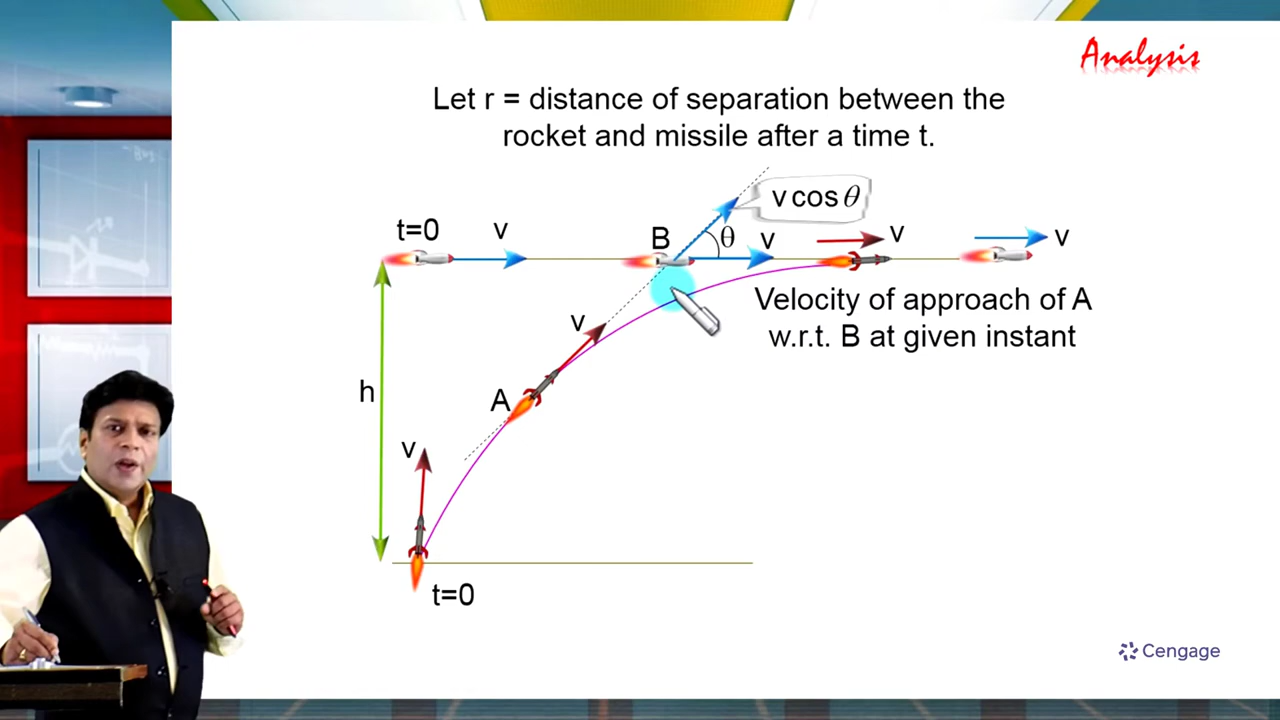 Analysis
Let r = distance of separation between the
rocket and missile after a time t.
v cos θ
t=0
v
B
θ
v
v
v
Velocity of approach of A
w.r.t. B at given instant
v
h
A
v
t=0
Cengage